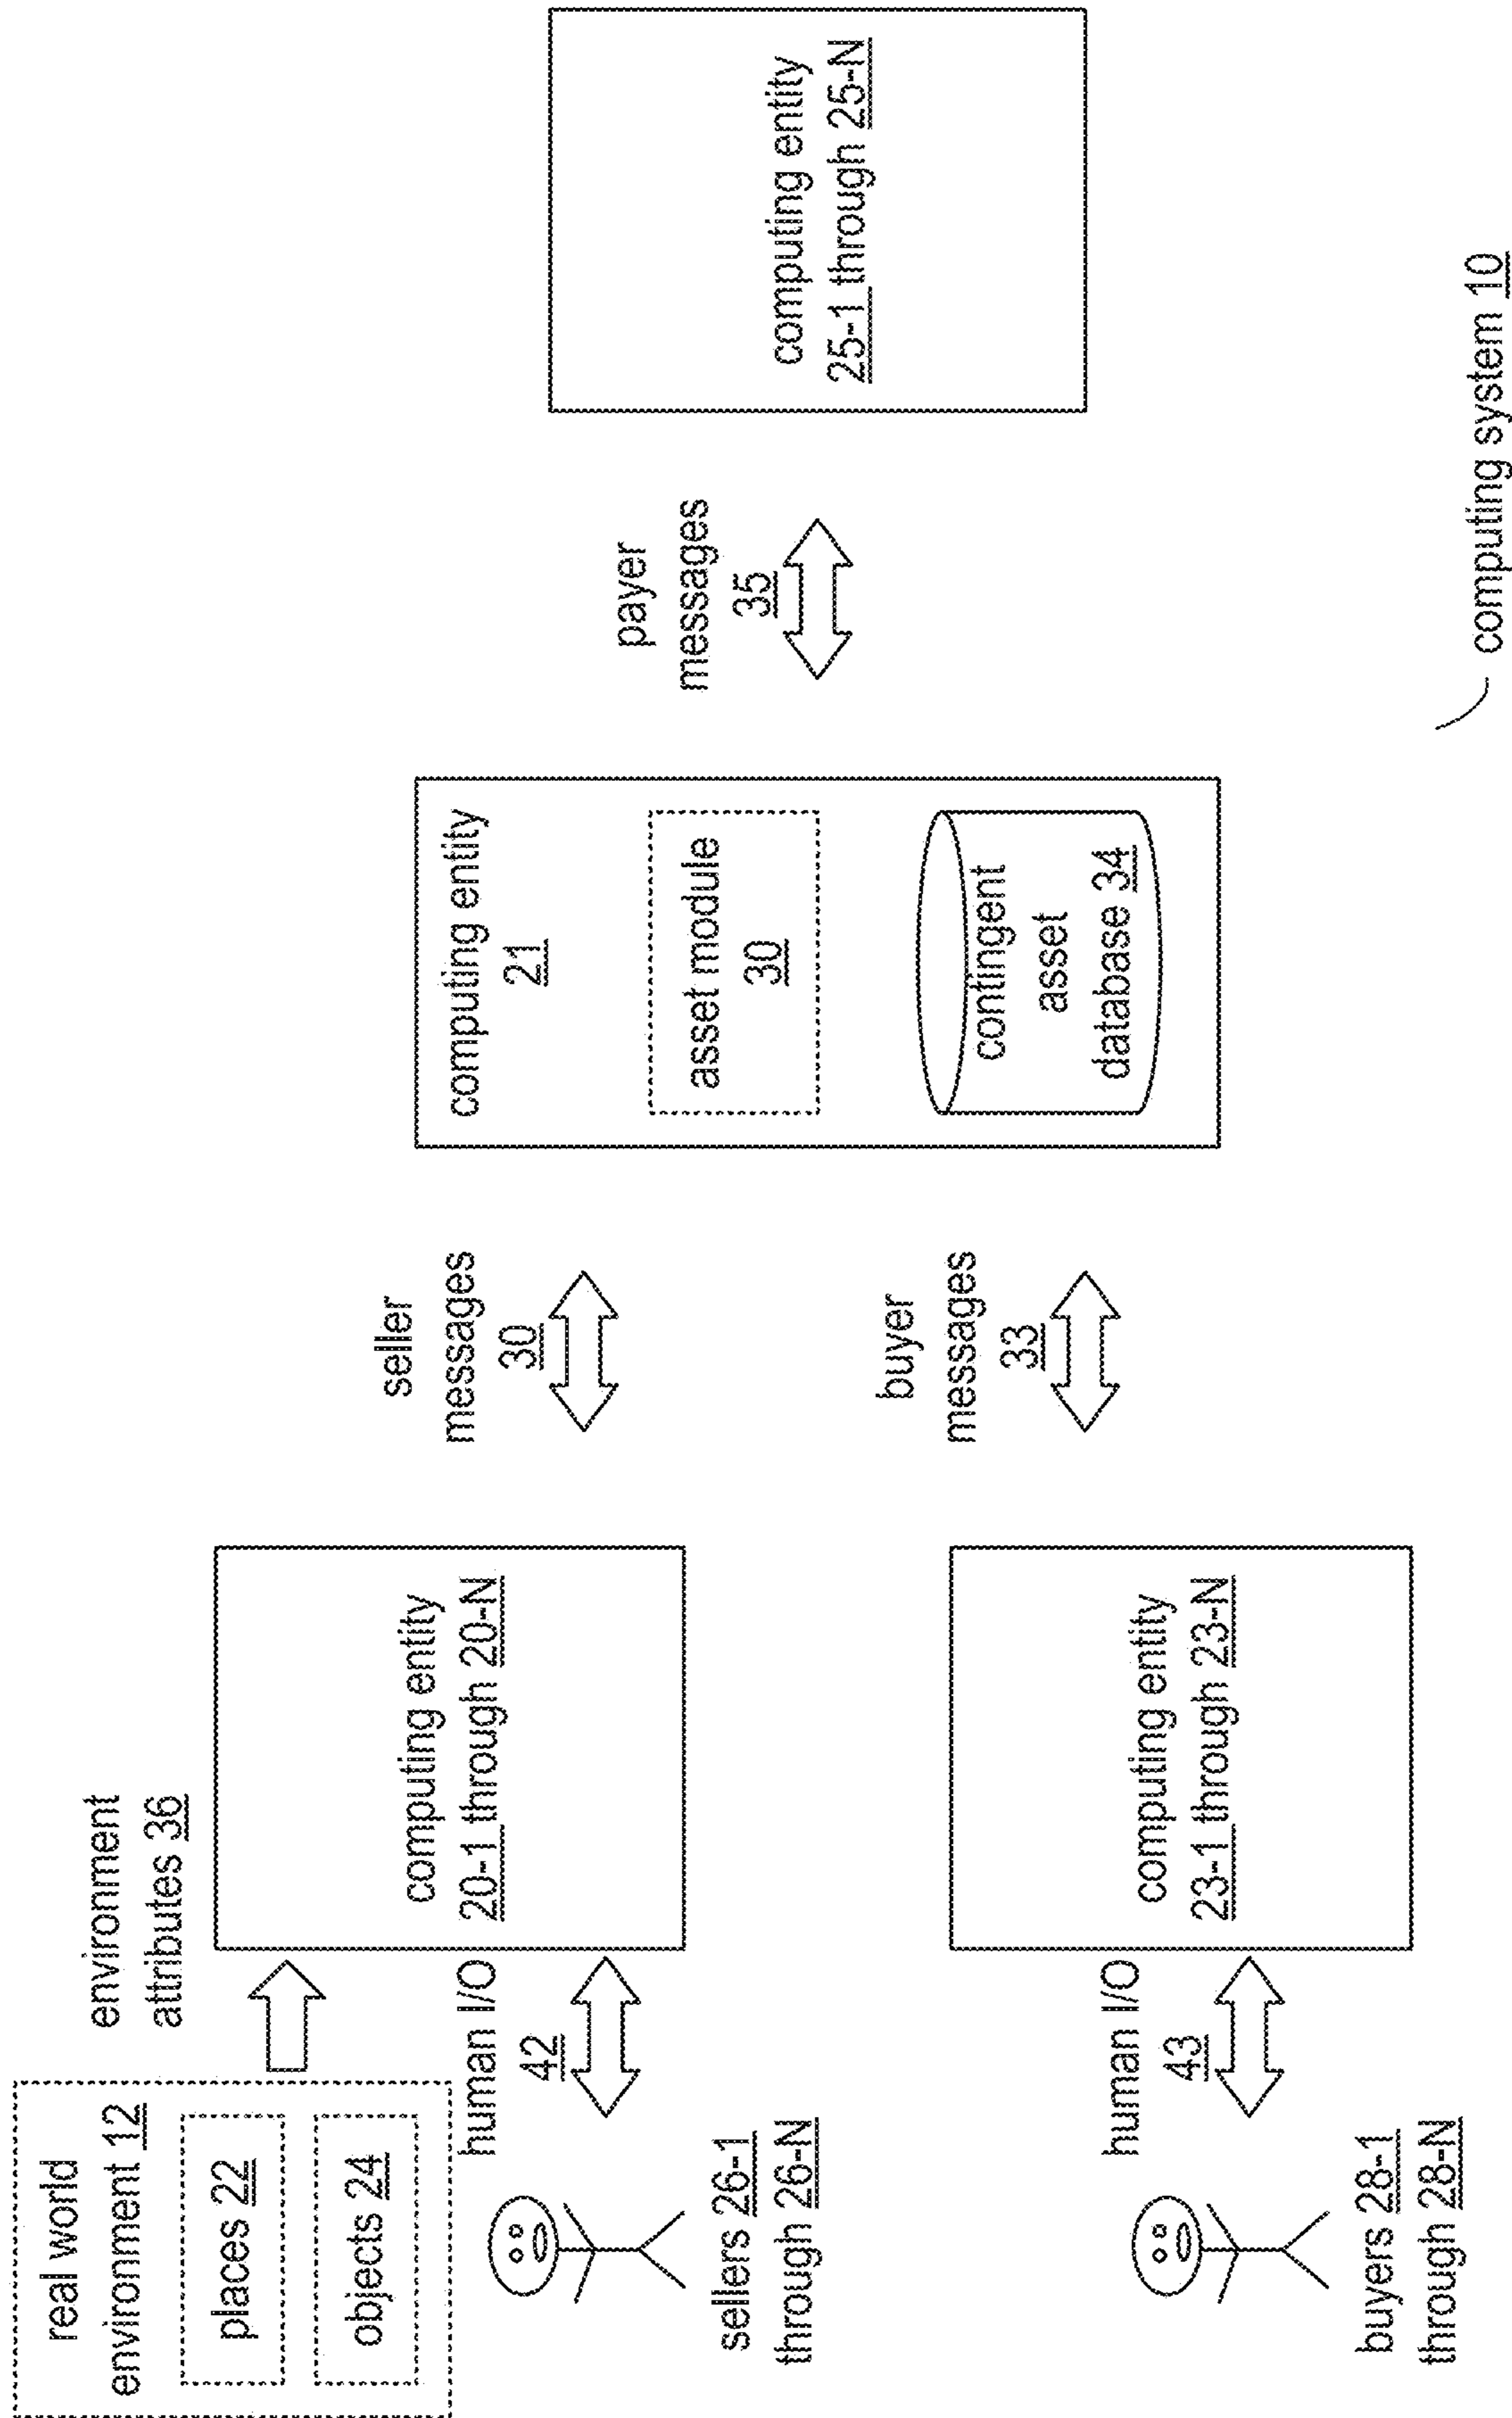 real world
environment 12
places 22
objects 24
environment
attributes 36
human I/O
42
sellers 26-1
through 26-N
computing entity
20-1 through 20-N
seller
messages
30
human I/O
43
buyers 28-1
through 28-N
computing entity
23-1 through 23-N
buyer
messages
33
computing entity
21
asset module
30
contingent
asset
database 34
payer
messages
35
computing entity
25-1 through 25-N
computing system 10